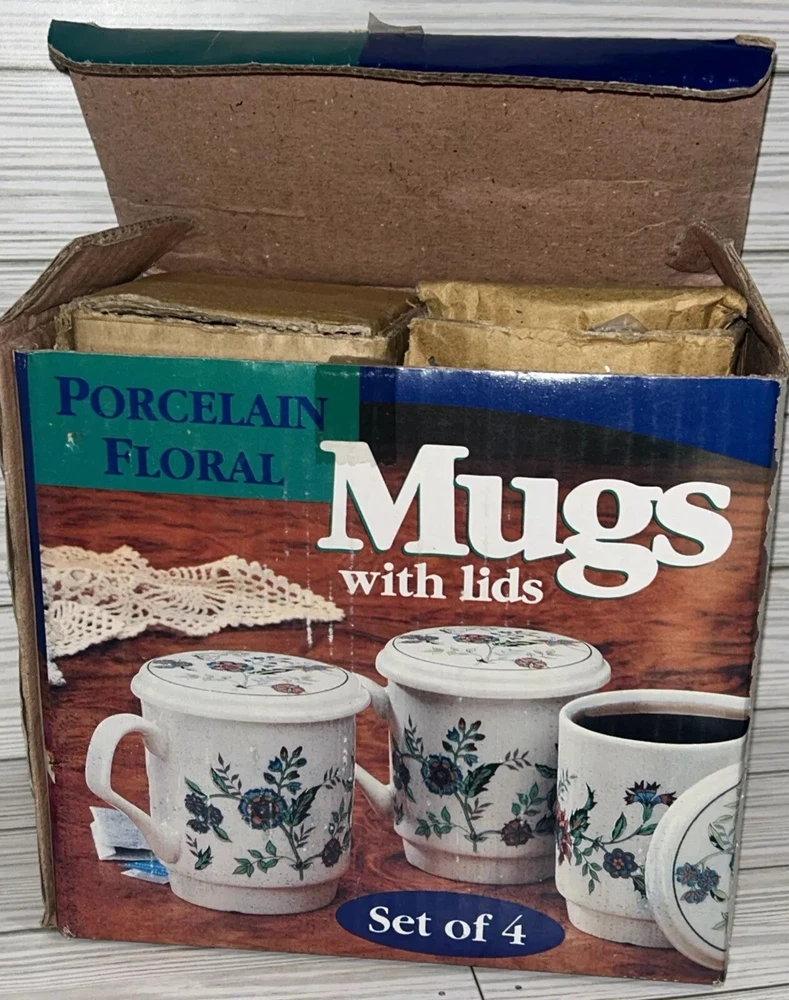 PORCELAIN
FLORAL
Mugs
with lids
Set of 4